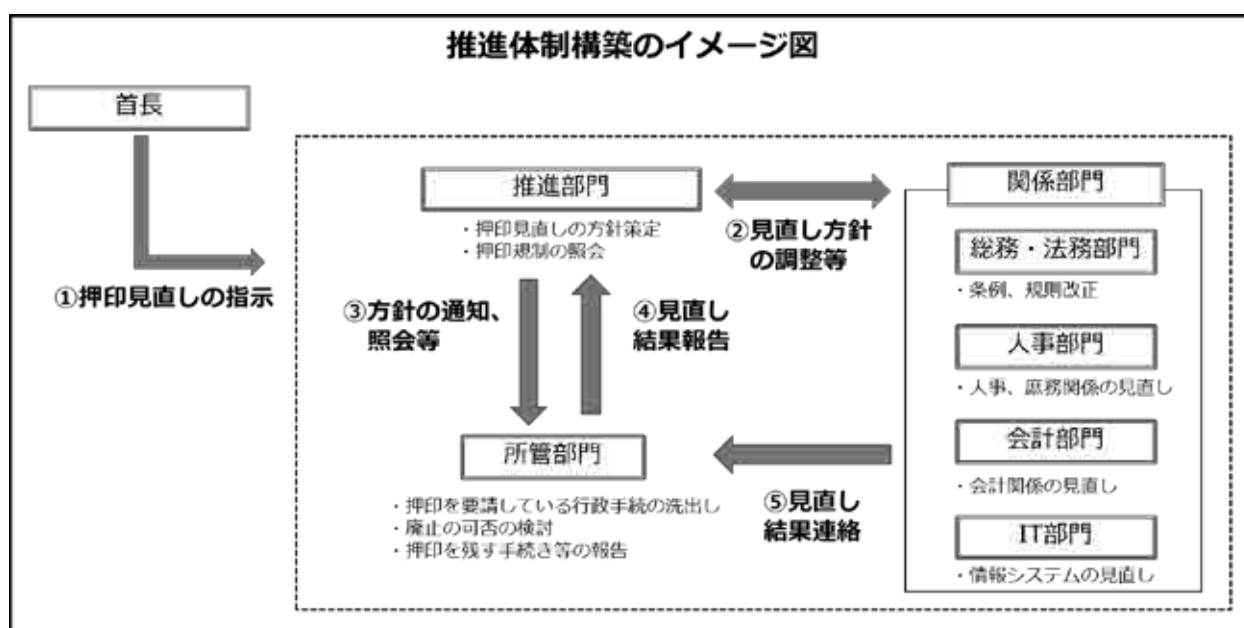 推進体制構築のイメージ図
首長
①押印見直しの指示
推進部門
・押印見直しの方針策定
・押印規制の照会
②見直し方針
の調整等
③方針の通知、
照会等
④見直し
結果報告
所管部門
・押印を要請している行政手続の洗出し
・廃止の可否の検討
・押印を残す手続き等の報告
⑤見直し
結果連絡
関係部門
総務・法務部門
・条例、規則改正
人事部門
・人事、庶務関係の見直し
会計部門
・会計関係の見直し
IT部門
・情報システムの見直し